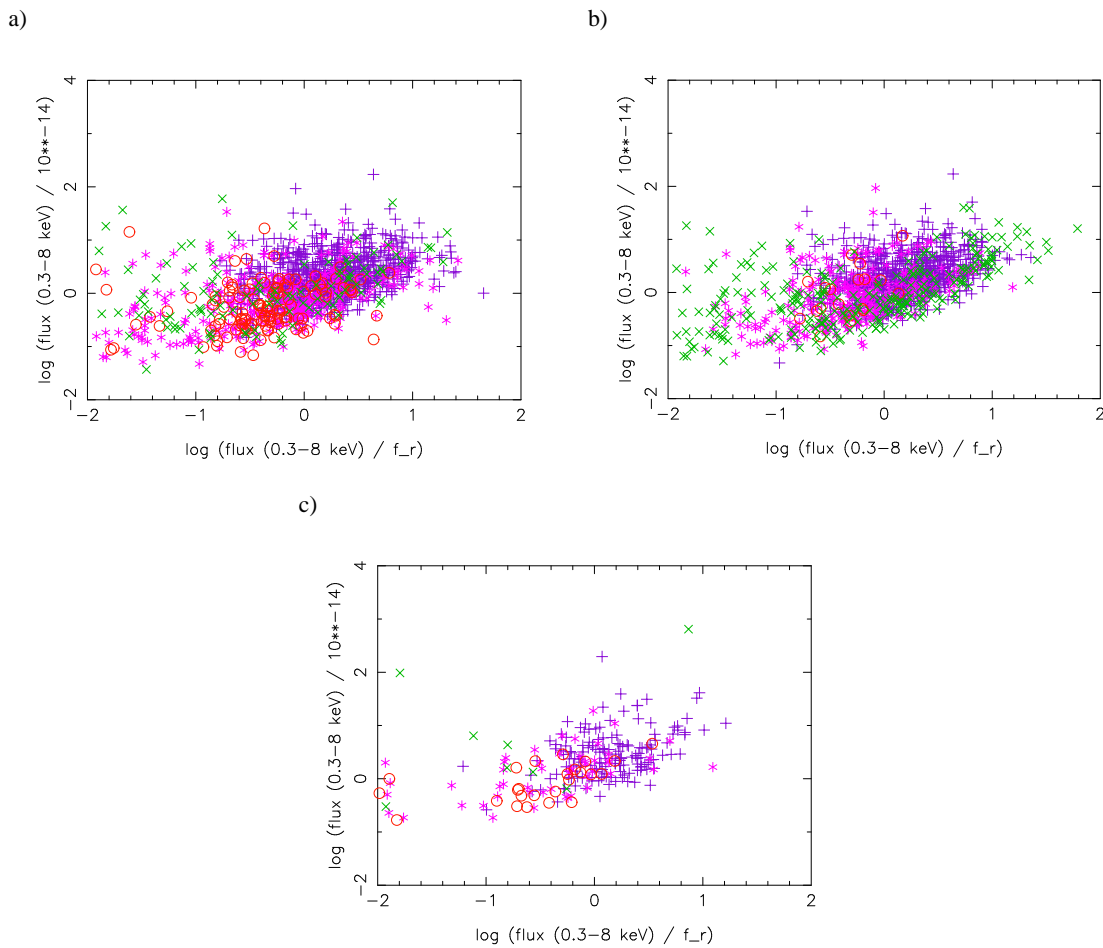 a)
b)
log (flux (0.3−8 keV) / 10**−14)
4
2
0
−2
−2 −1 0 1 2
log (flux (0.3−8 keV) / f_r)
log (flux (0.3−8 keV) / 10**−14)
4
2
0
−2
−2 −1 0 1 2
log (flux (0.3−8 keV) / f_r)
c)
log (flux (0.3−8 keV) / 10**−14)
4
2
0
−2
−2 −1 0 1 2
log (flux (0.3−8 keV) / f_r)